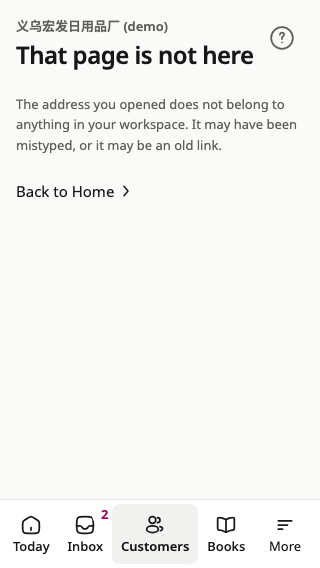 义乌宏发日用品厂 (demo)
That page is not here
The address you opened does not belong to
anything in your workspace. It may have been
mistyped, or it may be an old link.
Back to Home
2
Today
Inbox
Customers
Books
More